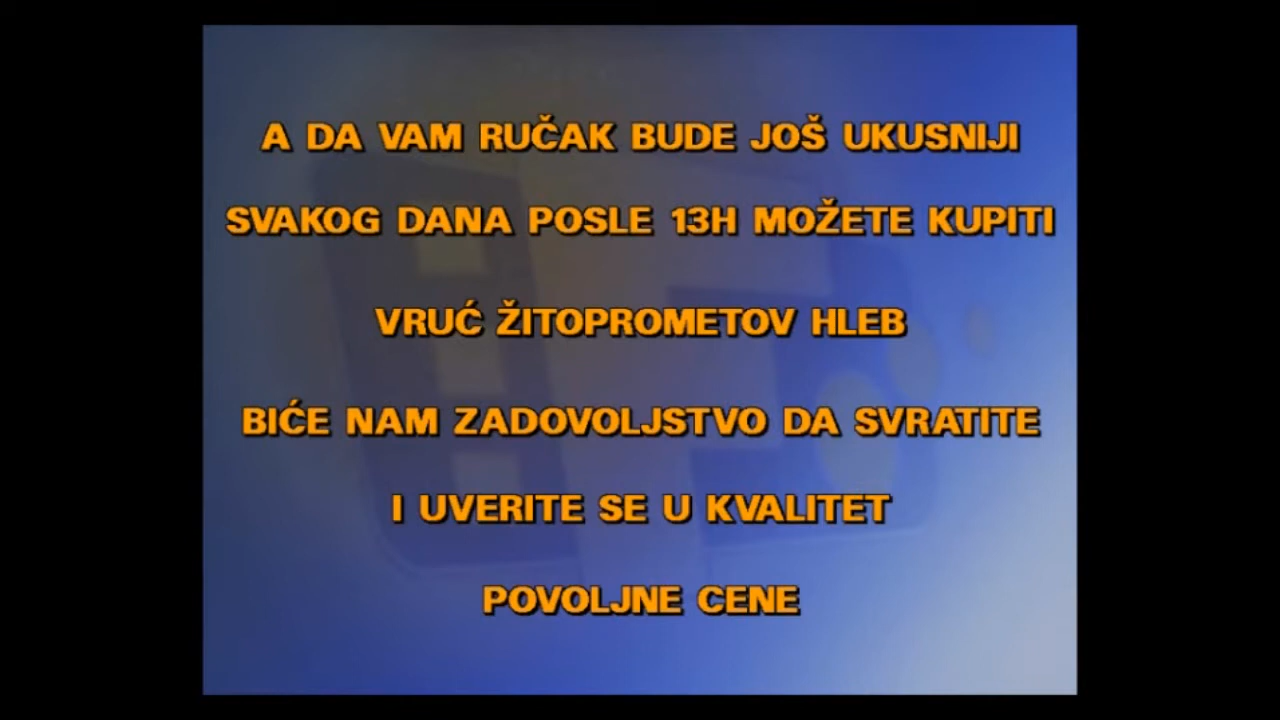 A DA VAM RUČAK BUDE JOŠ UKUSNIJI
SVAKOG DANA POSLE 13H MOŽETE KUPITI
VRUĆ ŽITOPROMETOV HLEB
BIĆE NAM ZADOVOLJSTVO DA SVRATITE
I UVERITE SE U KVALITET
POVOLJNE CENE